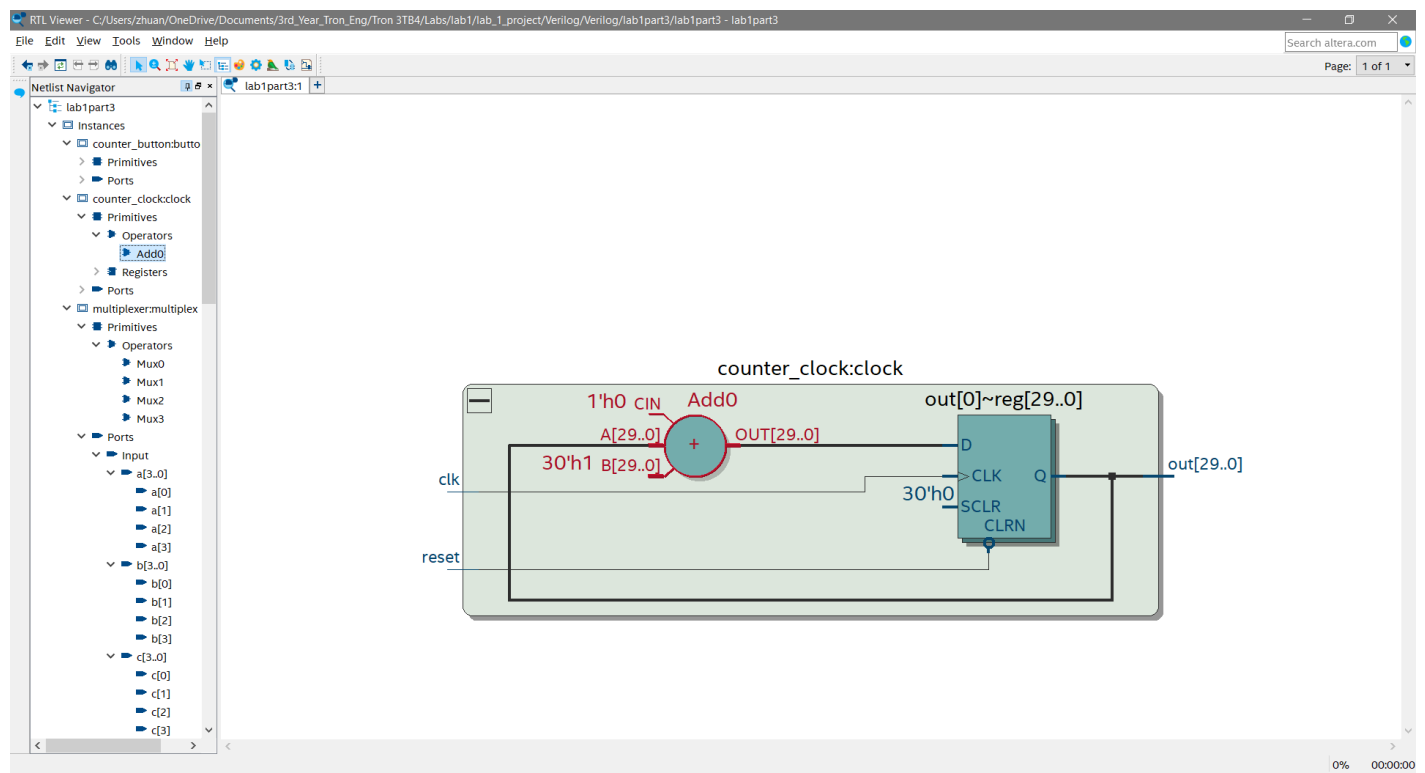 RTL Viewer - C:/Users/zhuan/OneDrive/Documents/3rd_Year_Tron_Eng/Tron 3TB4/Labs/lab1/lab_1_project/Verilog/Verilog/lab1part3/lab1part3 - lab1part3
File Edit View Tools Window Help
Search altera.com
Page: 1 of 1
Netlist Navigator
lab1part3:1
lab1part3
Instances
counter_button:butto
Primitives
Ports
counter_clock:clock
Primitives
Operators
Add0
Registers
Ports
multiplexer:multiplex
Primitives
Operators
Mux0
Mux1
Mux2
Mux3
Ports
Input
a[3..0]
a[0]
a[1]
a[2]
a[3]
b[3..0]
b[0]
b[1]
b[2]
b[3]
c[3..0]
c[0]
c[1]
c[2]
c[3]
counter_clock:clock
1'h0 CIN Add0
out[0]~reg[29..0]
A[29..0] + OUT[29..0]
D
30'h1 B[29..0]
out[29..0]
clk
CLK Q
30'h0
SCLR
CLRN
reset
0% 00:00:00